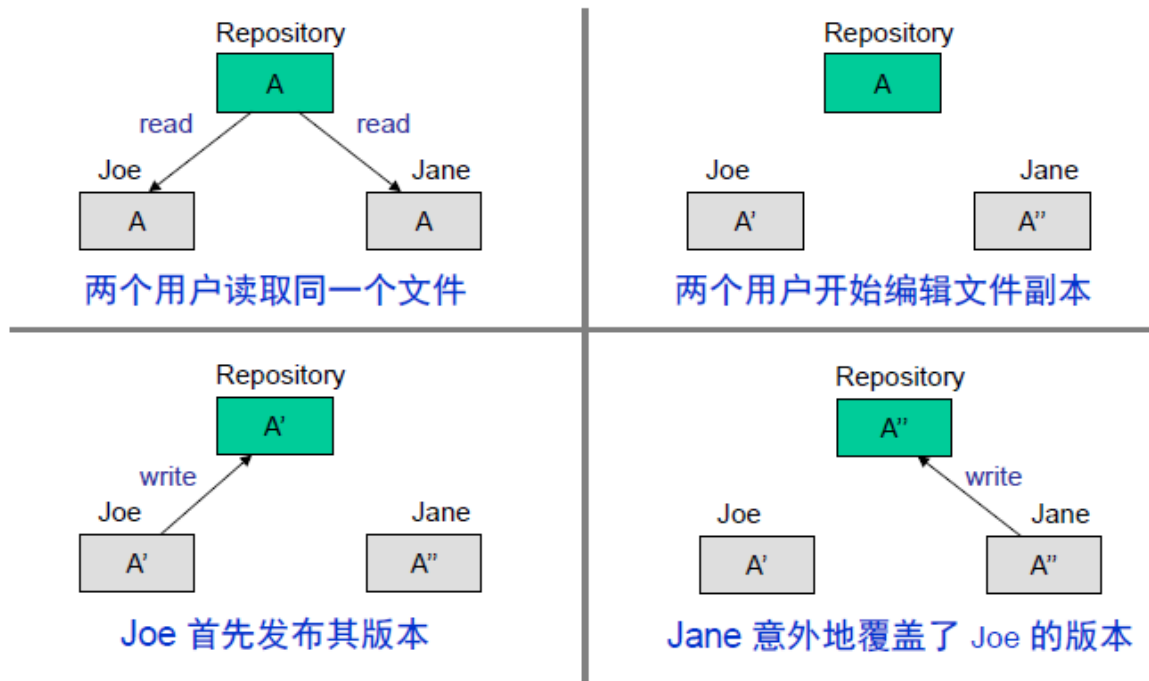 Repository
A
read read
Joe Jane
A A
两个用户读取同一个文件
Repository
A
Joe Jane
A' A''
两个用户开始编辑文件副本
Repository
A'
write
Joe Jane
A' A''
Joe 首先发布其版本
Repository
A''
write
Joe Jane
A' A''
Jane 意外地覆盖了 Joe 的版本